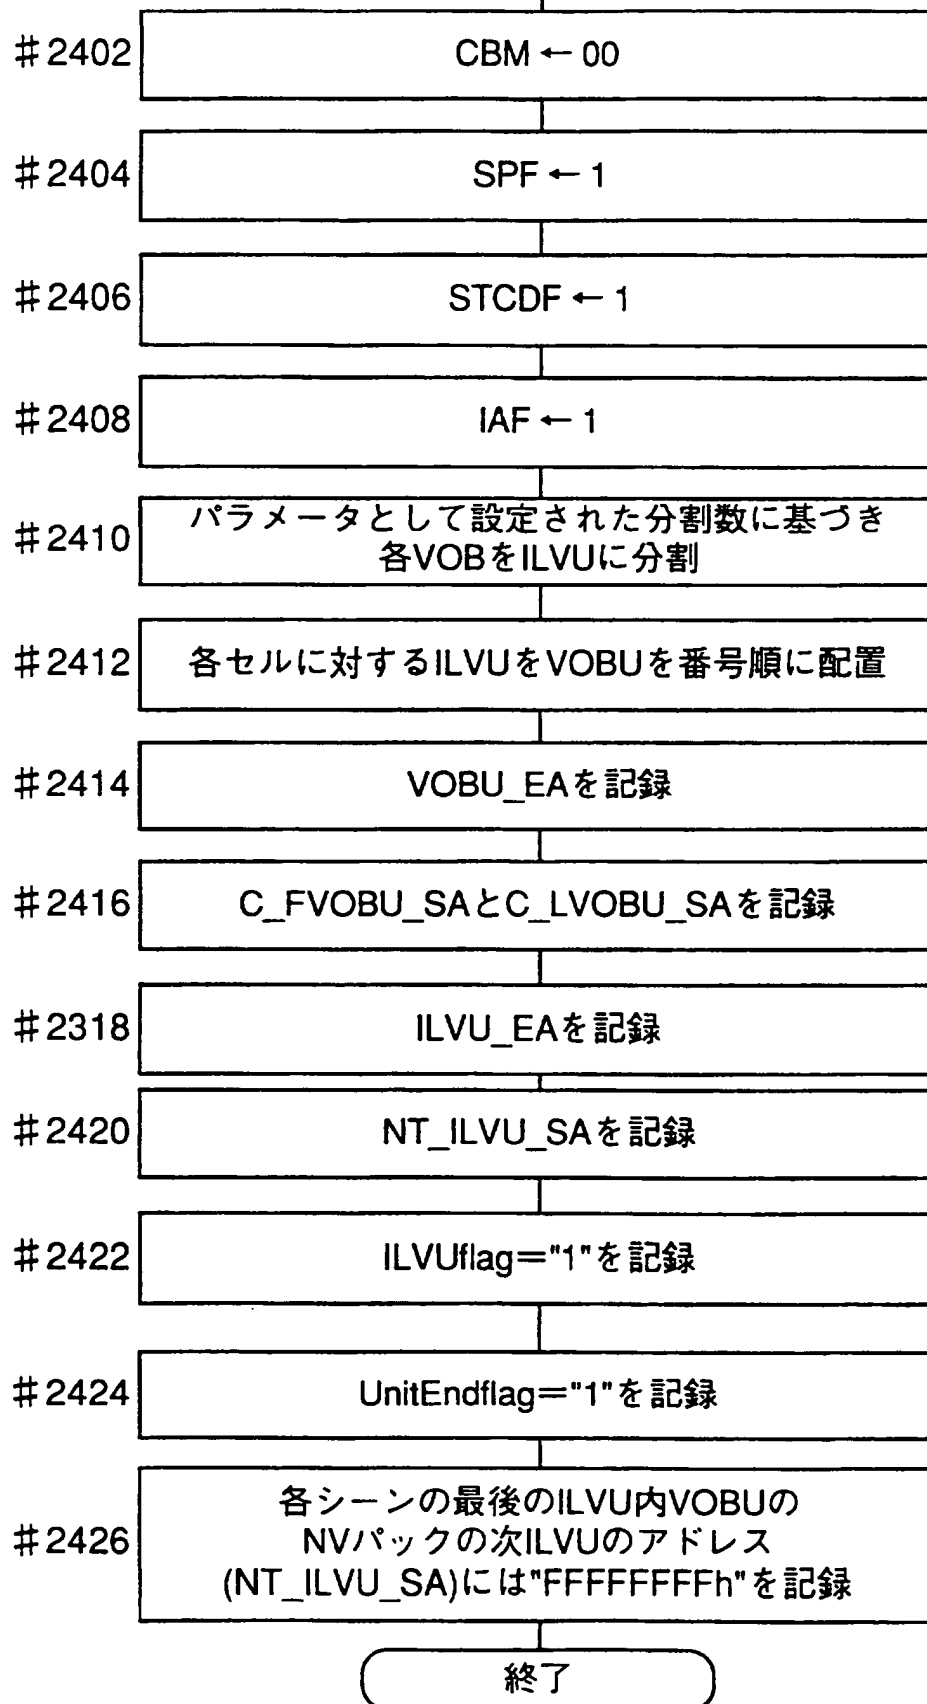 #2402
CBM ← 00
#2404
SPF ← 1
#2406
STCDF ← 1
#2408
IAF ← 1
#2410
パラメータとして設定された分割数に基づき
各VOBをILVUに分割
#2412
各セルに対するILVUをVOBUを番号順に配置
#2414
VOBU_EAを記録
#2416
C_FVOBU_SAとC_LVOBU_SAを記録
#2318
ILVU_EAを記録
#2420
NT_ILVU_SAを記録
#2422
ILVUflag="1"を記録
#2424
UnitEndflag="1"を記録
#2426
各シーンの最後のILVU内VOBUの
NVパックの次ILVUのアドレス
(NT_ILVU_SA)には"FFFFFFFFh"を記録
終了